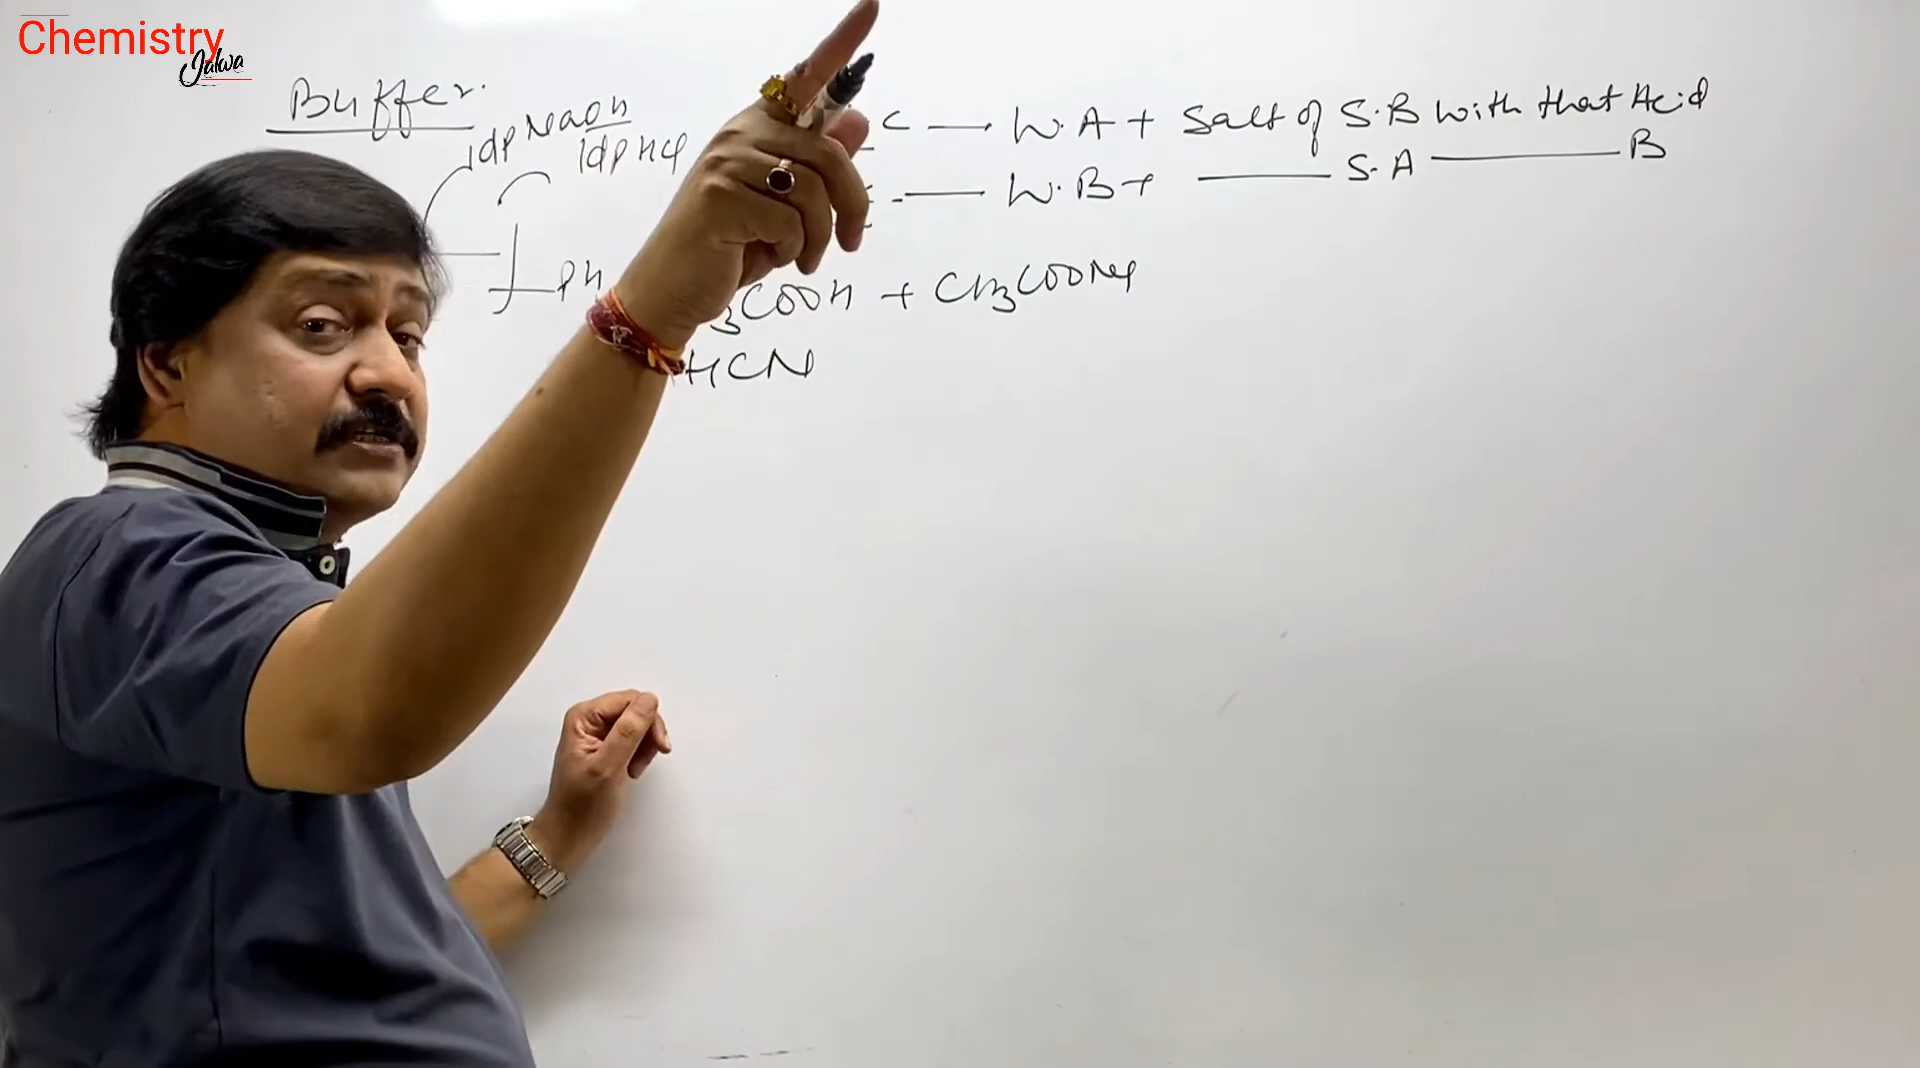 Chemistry
Jalwa
Buffer.
1dp NaOH
1dp HCl
C — W.A + Salt of S.B with that Acid
— W.B + —— S.A —— B
PH
3COOH + CH3COONa
HCN